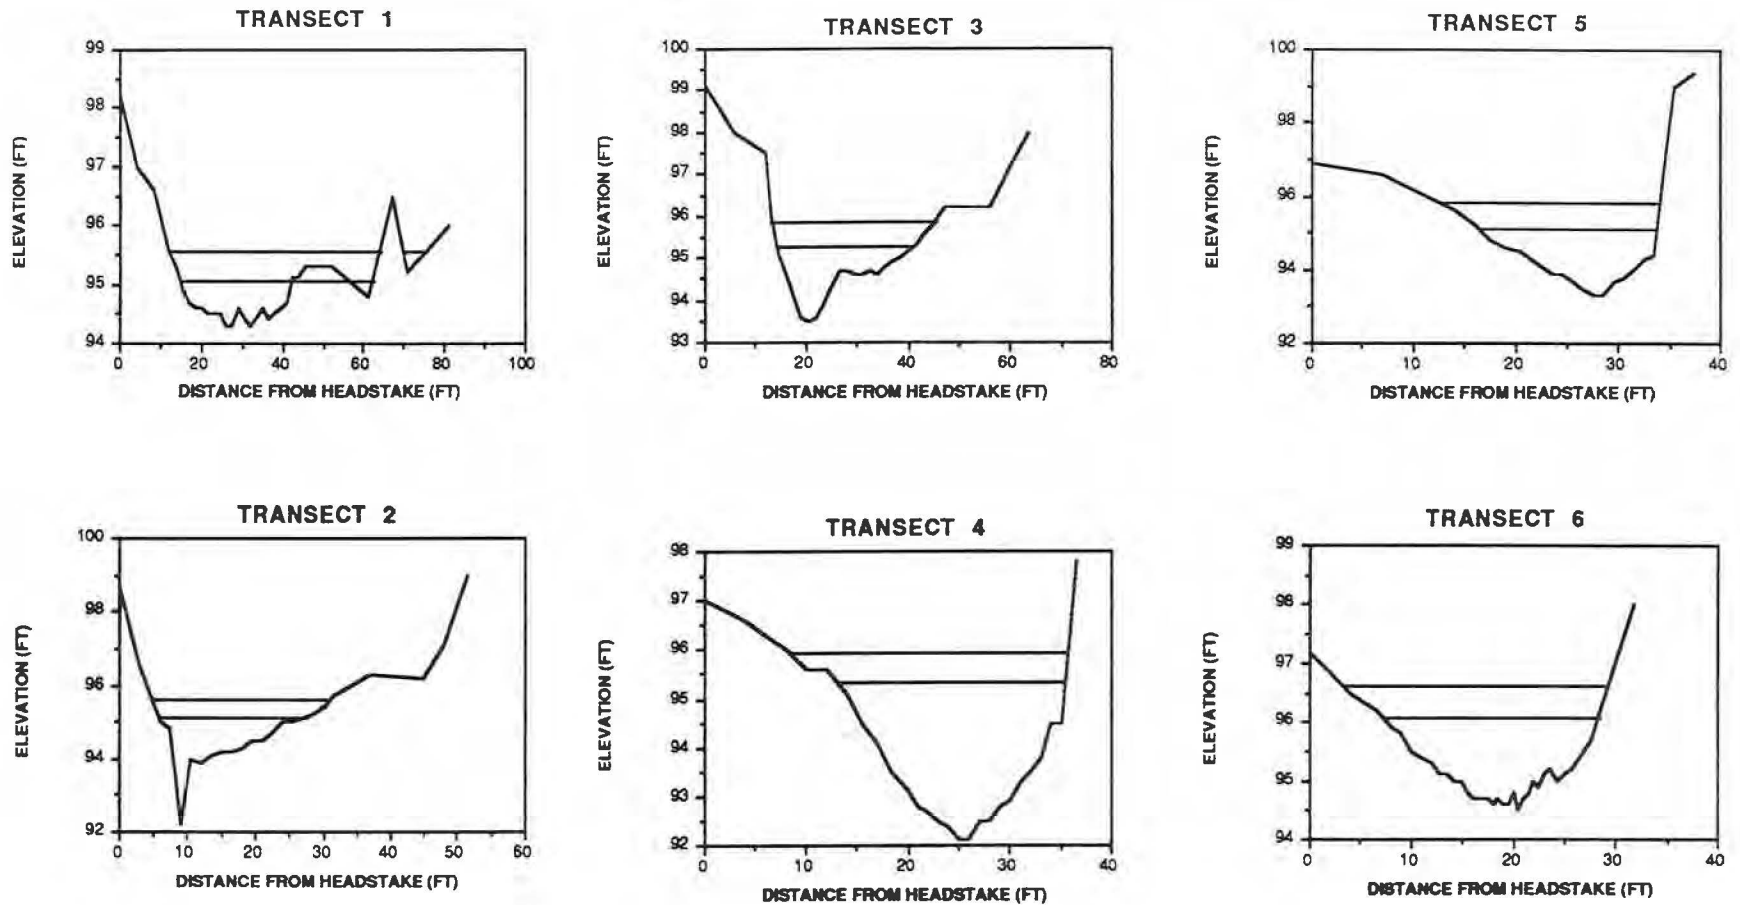 TRANSECT 1
99
98
97
96
95
94
0 20 40 60 80 100
ELEVATION (FT)
DISTANCE FROM HEADSTAKE (FT)
TRANSECT 3
100
99
98
97
96
95
94
93
0 20 40 60 80
ELEVATION (FT)
DISTANCE FROM HEADSTAKE (FT)
TRANSECT 5
100
98
96
94
92
0 10 20 30 40
ELEVATION (FT)
DISTANCE FROM HEADSTAKE (FT)
TRANSECT 2
100
98
96
94
92
0 10 20 30 40 50 60
ELEVATION (FT)
DISTANCE FROM HEADSTAKE (FT)
TRANSECT 4
98
97
96
95
94
93
92
0 10 20 30 40
ELEVATION (FT)
DISTANCE FROM HEADSTAKE (FT)
TRANSECT 6
99
98
97
96
95
94
0 10 20 30 40
ELEVATION (FT)
DISTANCE FROM HEADSTAKE (FT)